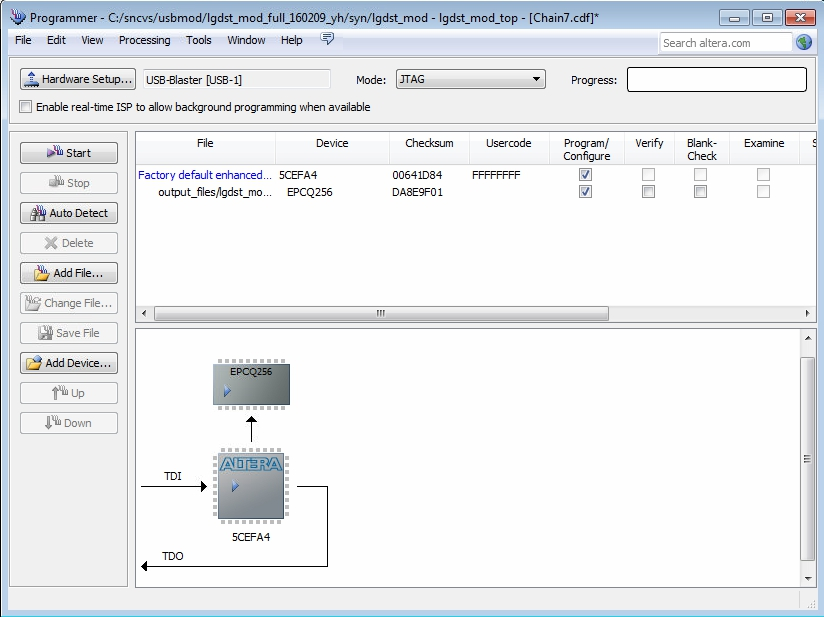 Programmer - C:/sncvs/usbmod/lgdst_mod_full_160209_yh/syn/lgdst_mod - lgdst_mod_top - [Chain7.cdf]*
File Edit View Processing Tools Window Help
Search altera.com
Hardware Setup... USB-Blaster [USB-1] Mode: JTAG Progress:
Enable real-time ISP to allow background programming when available
Start
Stop
Auto Detect
Delete
Add File...
Change File...
Save File
Add Device...
Up
Down
File Device Checksum Usercode Program/ Verify Blank- Examine S
Configure Check
Factory default enhanced... 5CEFA4 00641D84 FFFFFFFF
output_files/lgdst_mo... EPCQ256 DA8E9F01
EPCQ256
ALTERA
TDI
5CEFA4
TDO